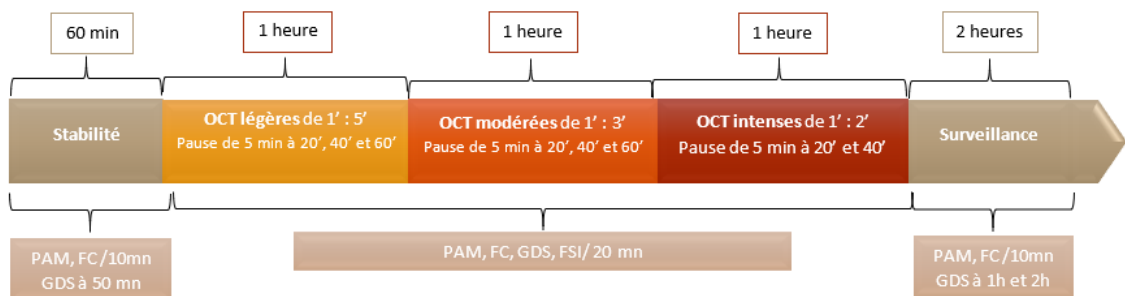 60 min
1 heure
1 heure
1 heure
2 heures
Stabilité
OCT légères de 1’ : 5’
Pause de 5 min à 20’, 40’ et 60’
OCT modérées de 1’ : 3’
Pause de 5 min à 20’, 40’ et 60’
OCT intenses de 1’ : 2’
Pause de 5 min à 20’ et 40’
Surveillance
PAM, FC /10mn
GDS à 50 mn
PAM, FC, GDS, FSI/ 20 mn
PAM, FC/10mn
GDS à 1h et 2h